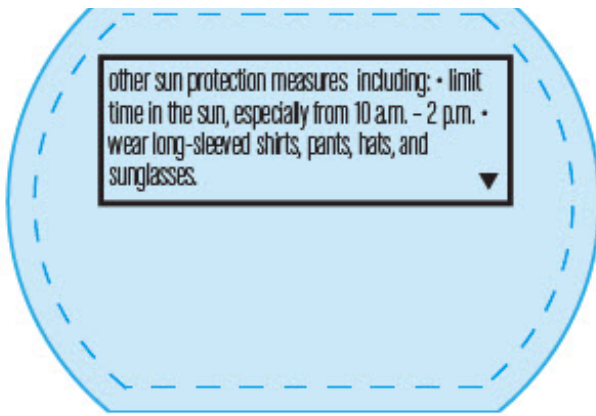 other sun protection measures including: • limit
time in the sun, especially from 10 a.m. – 2 p.m. •
wear long-sleeved shirts, pants, hats, and
sunglasses.